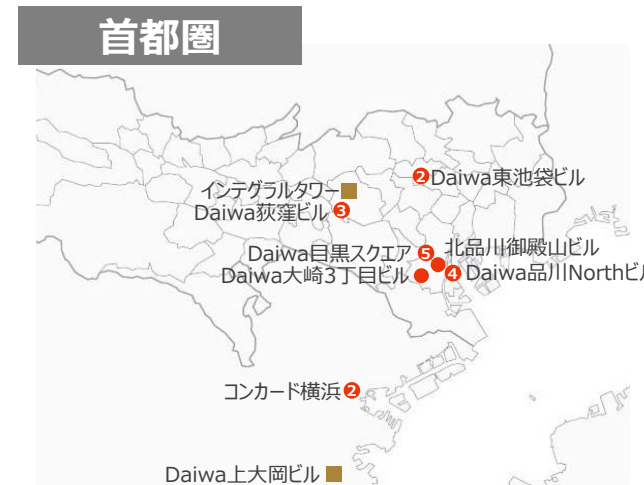 首都圏
❷Daiwa東池袋ビル
インテグラルタワー
Daiwa荻窪ビル❸
Daiwa目黒スクエア❺
北品川御殿山ビル
Daiwa大崎3丁目ビル
❹Daiwa品川Northビル
コンカード横浜❷
Daiwa上大岡ビル